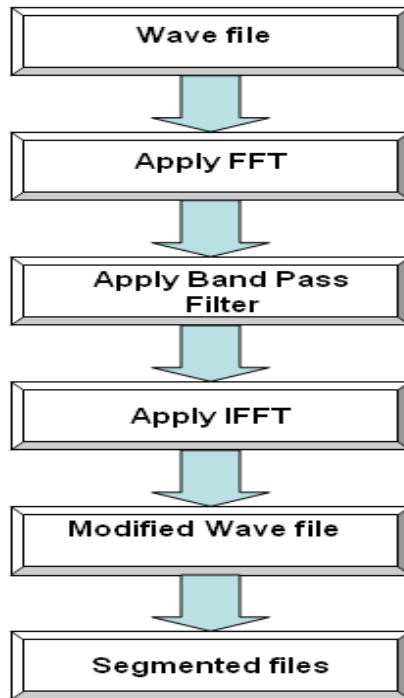 Wave file
Apply FFT
Apply Band Pass
Filter
Apply IFFT
Modified Wave file
Segmented files